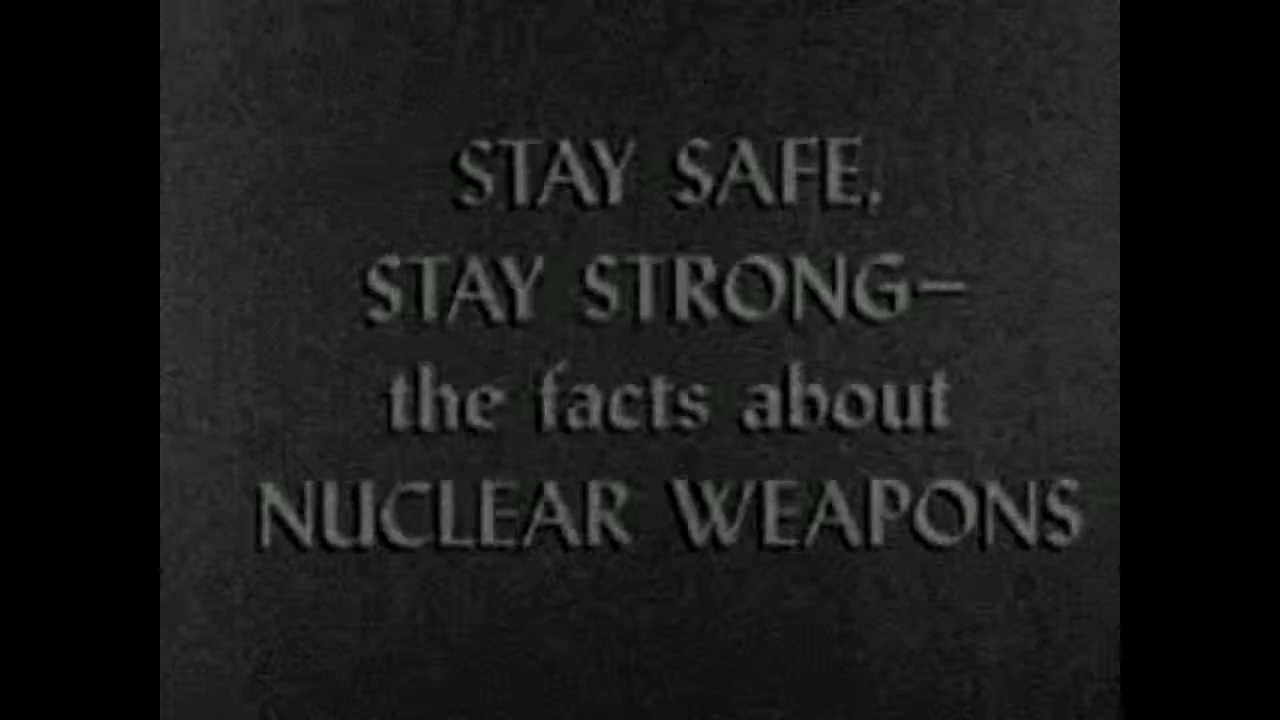 STAY SAFE,
STAY STRONG—
the facts about
NUCLEAR WEAPONS